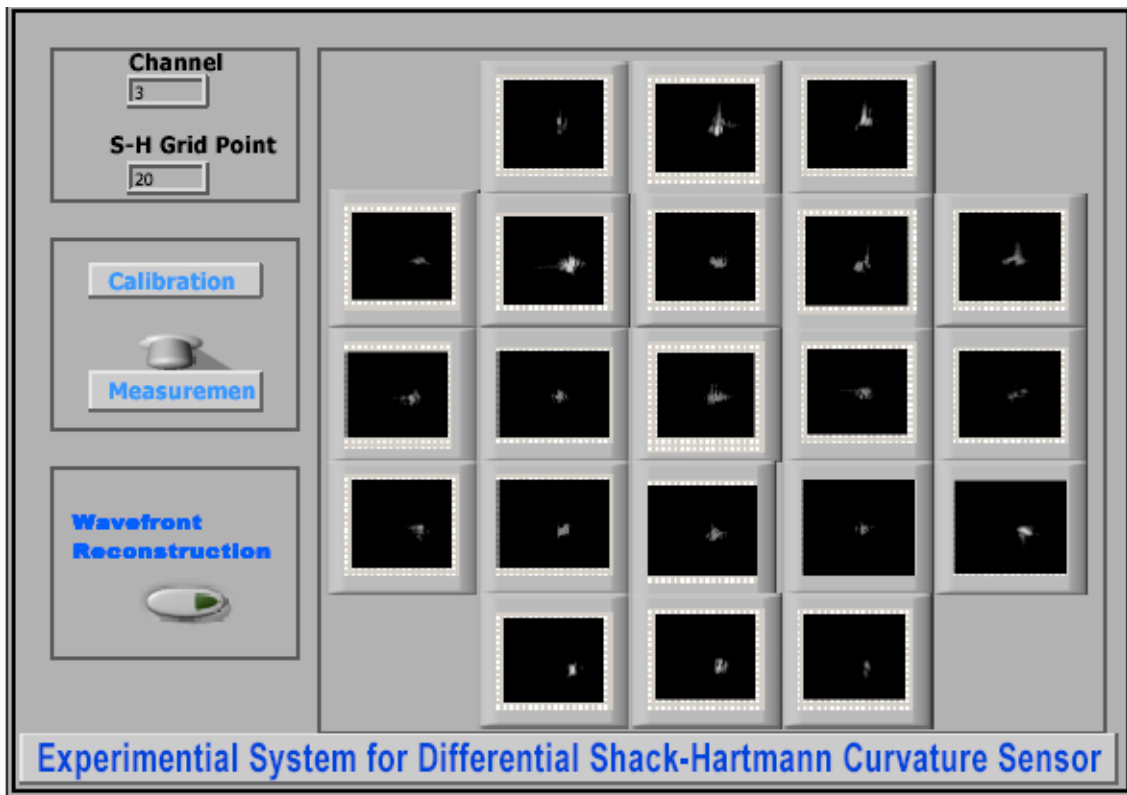 Channel
3
S-H Grid Point
20
Calibration
Measuremen
Wavefront
Reconstruction
Experimential System for Differential Shack-Hartmann Curvature Sensor